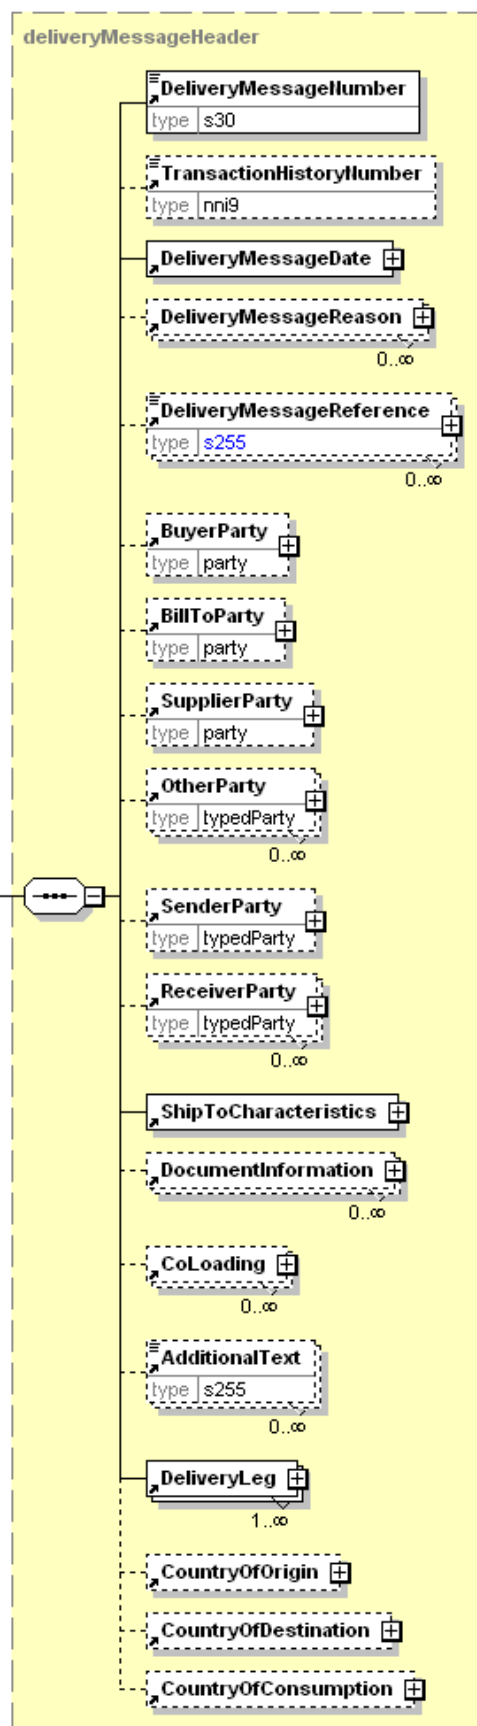 deliveryMessageHeader
DeliveryMessageNumber
type s30
TransactionHistoryNumber
type nni9
DeliveryMessageDate
DeliveryMessageReason
0..∞
DeliveryMessageReference
type s255
0..∞
BuyerParty
type party
BillToParty
type party
SupplierParty
type party
OtherParty
type typedParty
0..∞
SenderParty
type typedParty
ReceiverParty
type typedParty
0..∞
ShipToCharacteristics
DocumentInformation
0..∞
CoLoading
0..∞
AdditionalText
type s255
0..∞
DeliveryLeg
1..∞
CountryOfOrigin
CountryOfDestination
CountryOfConsumption